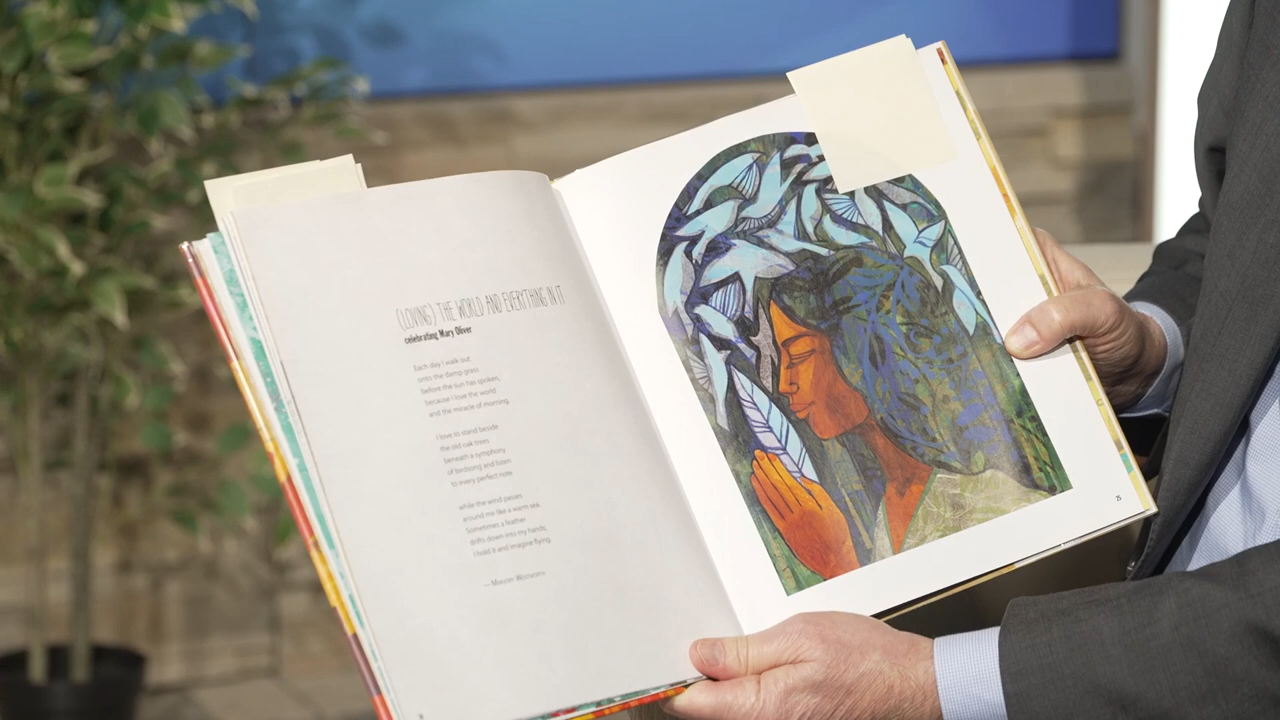 (LOVING) THE WORLD AND EVERYTHING IN IT
celebrating Mary Oliver
Each day I walk out
onto the damp grass
before the sun has spoken,
because I love the world
and the miracle of morning.
I love to stand beside
the old oak trees
beneath a symphony
of birdsong and listen
to every perfect note
while the wind passes
around me like a warm sea.
Sometimes a feather
drifts down into my hands;
I hold it and imagine flying.
— Marjory Wentworth
25